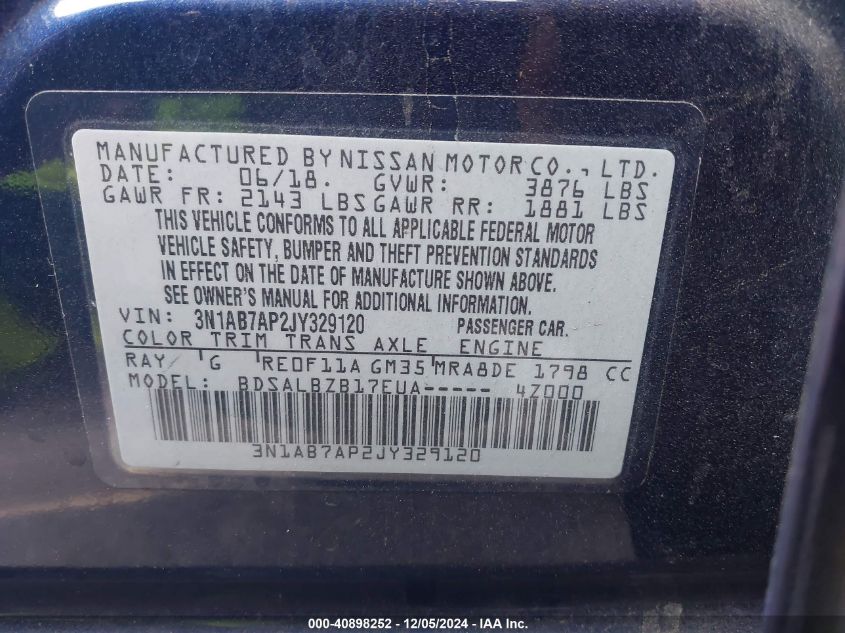 MANUFACTURED BY NISSAN MOTOR CO., LTD.
DATE: 06/18. GVWR: 3876 LBS
GAWR FR: 2143 LBS GAWR RR: 1881 LBS
THIS VEHICLE CONFORMS TO ALL APPLICABLE FEDERAL MOTOR
VEHICLE SAFETY, BUMPER AND THEFT PREVENTION STANDARDS
IN EFFECT ON THE DATE OF MANUFACTURE SHOWN ABOVE.
SEE OWNER'S MANUAL FOR ADDITIONAL INFORMATION.
VIN: 3N1AB7AP2JY329120 PASSENGER CAR.
COLOR TRIM TRANS AXLE ENGINE
RAY G RE0F11A GM35 MRA8DE 1798 CC
MODEL: BDSALBZB17EUA----- 4Z000
3N1AB7AP2JY329120
000-40898252 - 12/05/2024 - IAA Inc.